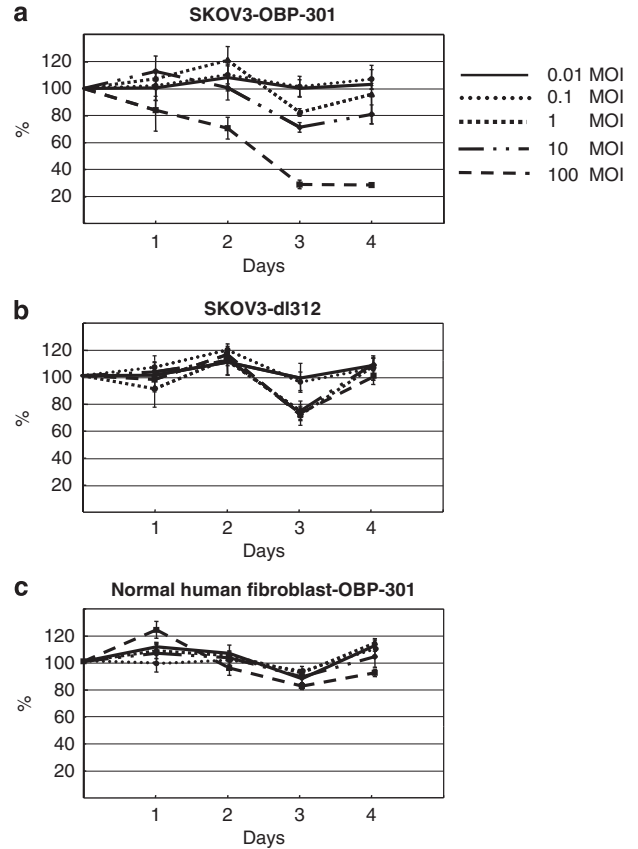 a
SKOV3-OBP-301
120
100
80
60
40
20
%
1 2 3 4
Days
0.01 MOI
0.1 MOI
1 MOI
10 MOI
100 MOI
b
SKOV3-dl312
120
100
80
60
40
20
%
1 2 3 4
Days
c
Normal human fibroblast-OBP-301
120
100
80
60
40
20
%
1 2 3 4
Days